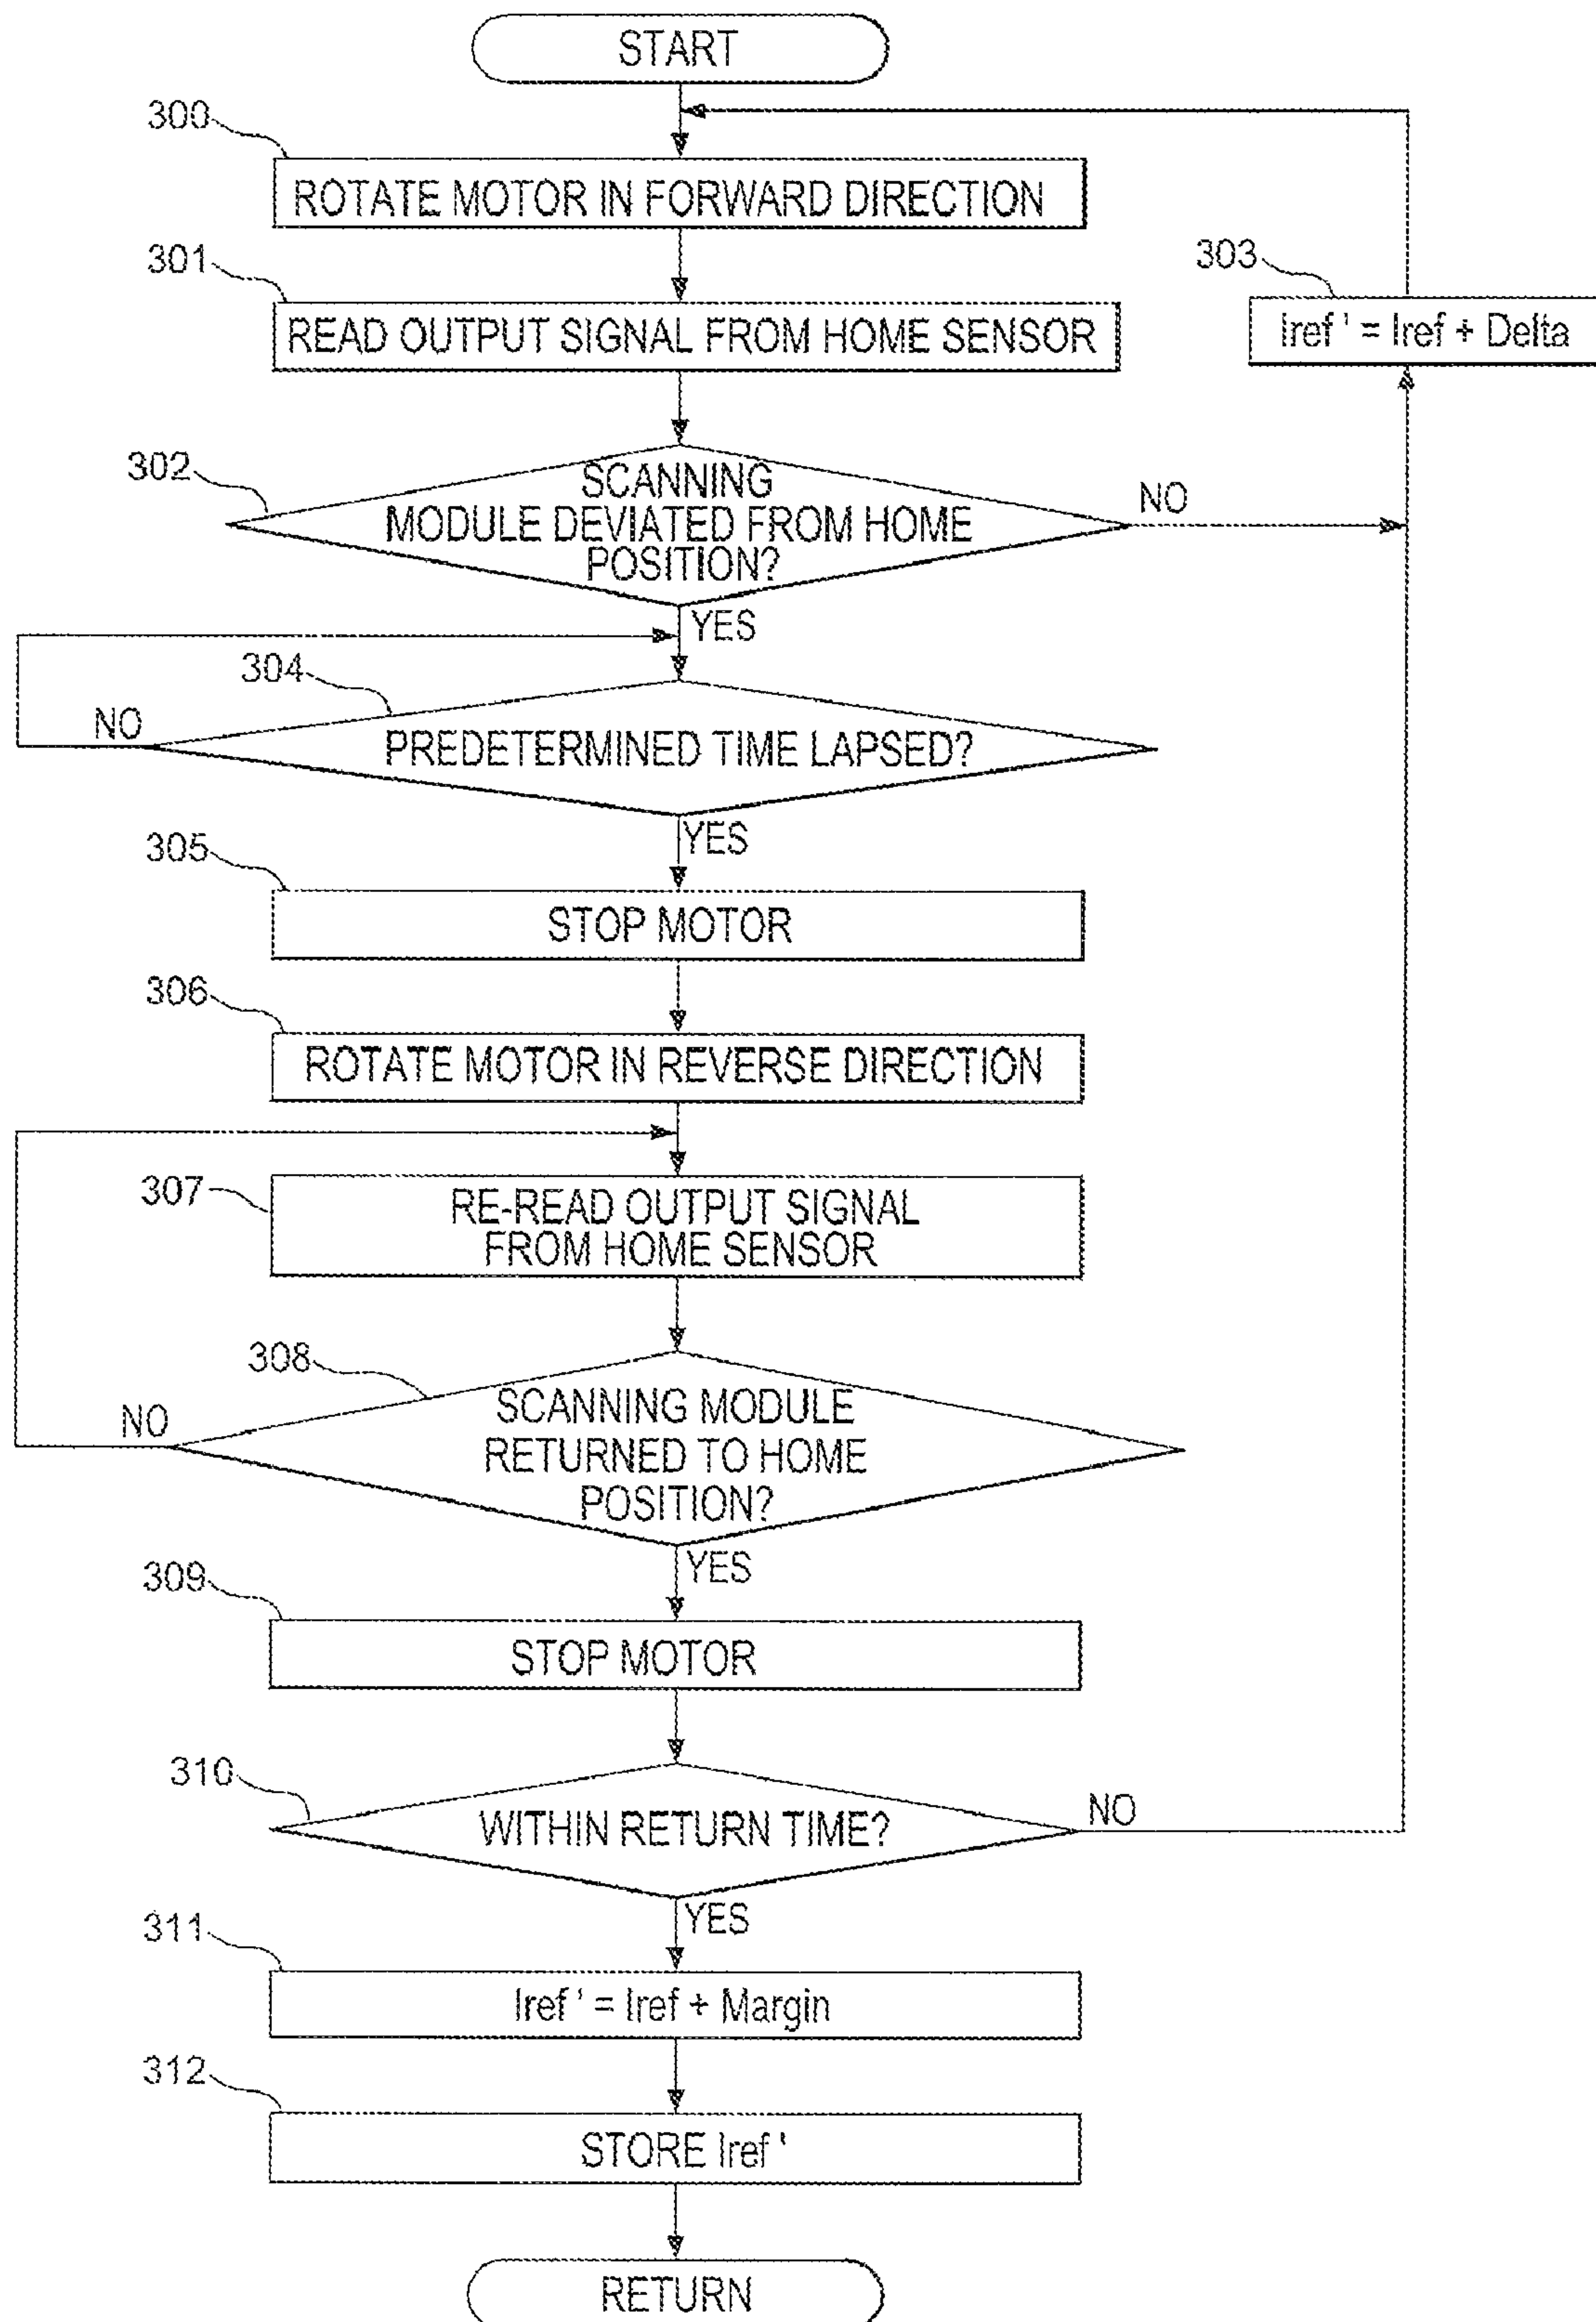 START
300
ROTATE MOTOR IN FORWARD DIRECTION
301
READ OUTPUT SIGNAL FROM HOME SENSOR
303
Iref ' = Iref + Delta
302
SCANNING
MODULE DEVIATED FROM HOME
POSITION?
NO
YES
304
NO
PREDETERMINED TIME LAPSED?
YES
305
STOP MOTOR
306
ROTATE MOTOR IN REVERSE DIRECTION
307
RE-READ OUTPUT SIGNAL
FROM HOME SENSOR
308
NO
SCANNING MODULE
RETURNED TO HOME
POSITION?
YES
309
STOP MOTOR
310
WITHIN RETURN TIME?
NO
YES
311
Iref ' = Iref + Margin
312
STORE Iref '
RETURN